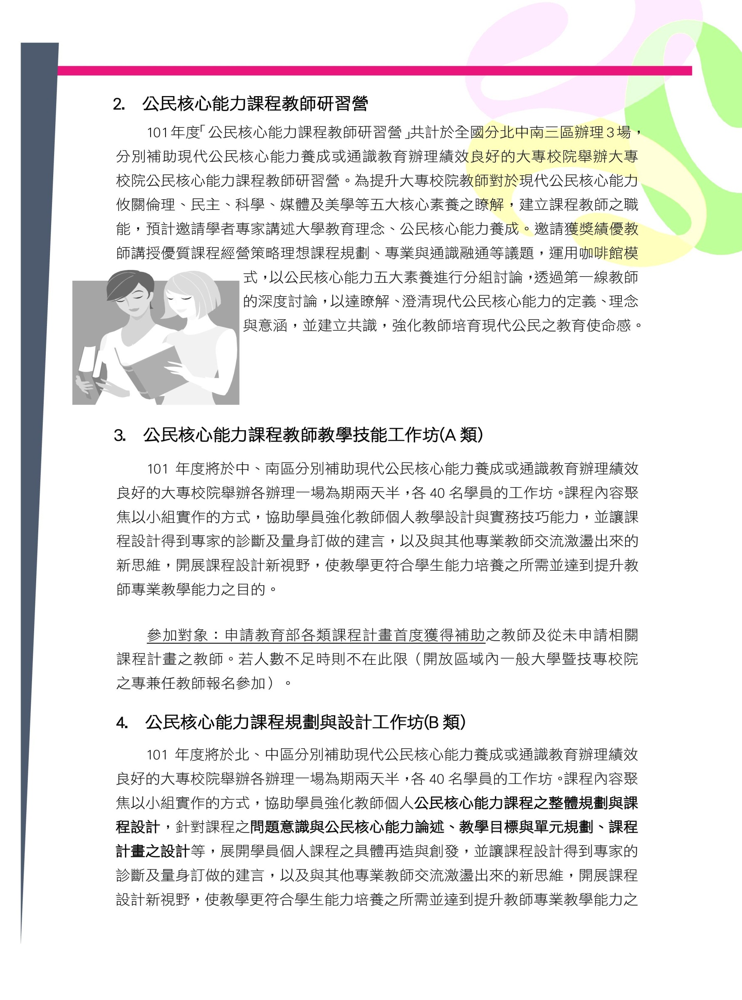 2. 公民核心能力課程教師研習營
101年度「公民核心能力課程教師研習營」共計於全國分北中南三區辦理3場，
分別補助現代公民核心能力養成或通識教育辦理績效良好的大專校院舉辦大專
校院公民核心能力課程教師研習營。為提升大專校院教師對於現代公民核心能力
攸關倫理、民主、科學、媒體及美學等五大核心素養之瞭解，建立課程教師之職
能，預計邀請學者專家講述大學教育理念、公民核心能力養成。邀請獲獎績優教
師講授優質課程經營策略理想課程規劃、專業與通識融通等議題，運用咖啡館模
式，以公民核心能力五大素養進行分組討論，透過第一線教師
的深度討論，以達瞭解、澄清現代公民核心能力的定義、理念
與意涵，並建立共識，強化教師培育現代公民之教育使命感。
3. 公民核心能力課程教師教學技能工作坊(A 類)
101 年度將於中、南區分別補助現代公民核心能力養成或通識教育辦理績效
良好的大專校院舉辦各辦理一場為期兩天半，各 40 名學員的工作坊。課程內容聚
焦以小組實作的方式，協助學員強化教師個人教學設計與實務技巧能力，並讓課
程設計得到專家的診斷及量身訂做的建言，以及與其他專業教師交流激盪出來的
新思維，開展課程設計新視野，使教學更符合學生能力培養之所需並達到提升教
師專業教學能力之目的。
參加對象：申請教育部各類課程計畫首度獲得補助之教師及從未申請相關
課程計畫之教師。若人數不足時則不在此限（開放區域內一般大學暨技專校院
之專兼任教師報名參加）。
4. 公民核心能力課程規劃與設計工作坊(B 類)
101 年度將於北、中區分別補助現代公民核心能力養成或通識教育辦理績效
良好的大專校院舉辦各辦理一場為期兩天半，各 40 名學員的工作坊。課程內容聚
焦以小組實作的方式，協助學員強化教師個人公民核心能力課程之整體規劃與課
程設計，針對課程之問題意識與公民核心能力論述、教學目標與單元規劃、課程
計畫之設計等，展開學員個人課程之具體再造與創發，並讓課程設計得到專家的
診斷及量身訂做的建言，以及與其他專業教師交流激盪出來的新思維，開展課程
設計新視野，使教學更符合學生能力培養之所需並達到提升教師專業教學能力之